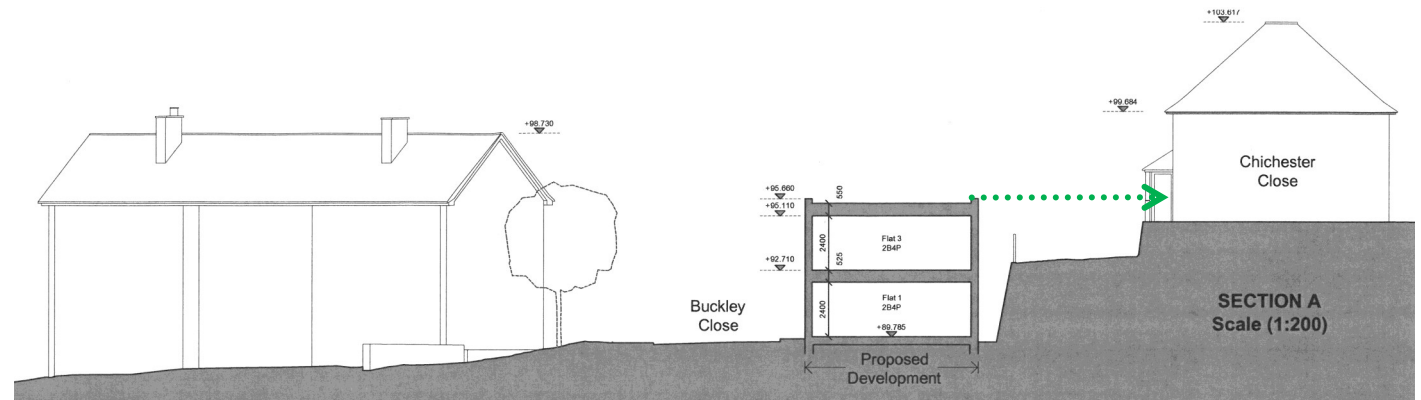 +103.617
+99.684
+98.730
Chichester
Close
+95.660
550
+95.110
2400
Flat 3
2B4P
525
+92.710
Buckley
Close
2400
Flat 1
2B4P
+89.785
SECTION A
Scale (1:200)
Proposed
Development